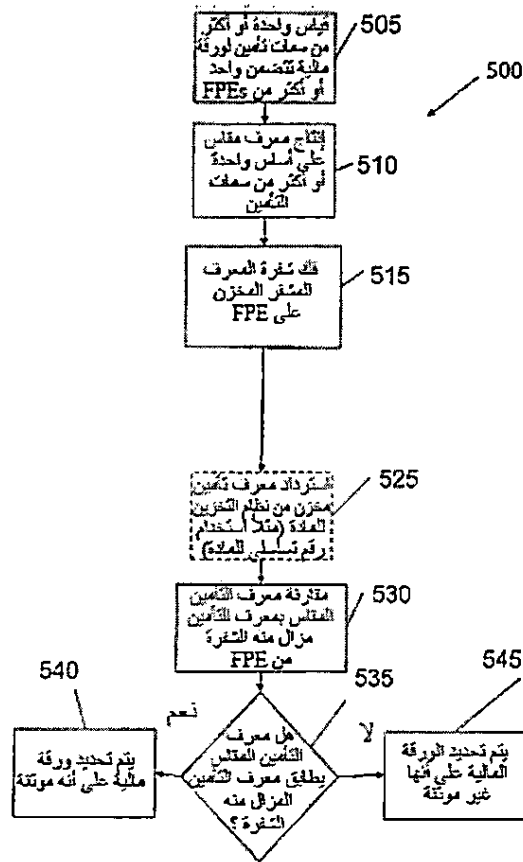 قياس واحدة أو أكثر
من سمات تأمين لورقة
مالية تتضمن واحد
أو أكثر من FPEs
505
500
إنتاج معرف مقاس
على أساس واحدة
أو أكثر من سمات
التأمين
510
فك شفرة المعرف
المشفر المخزن
على FPE
515
استرداد معرف تأمين
مخزن من نظام التخزين
للمادة (مثلا استخدام
رقم تسلسلي للمادة)
525
مقارنة معرف التأمين
المقاس بمعرف التأمين
مزال منه الشفرة
من FPE
530
535
هل معرف
التأمين المقاس
يطابق معرف التأمين
المزال منه
الشفرة ؟
نعم
لا
540
يتم تحديد ورقة
مالية على أنه موثقة
545
يتم تحديد الورقة
المالية على أنها
غير موثقة